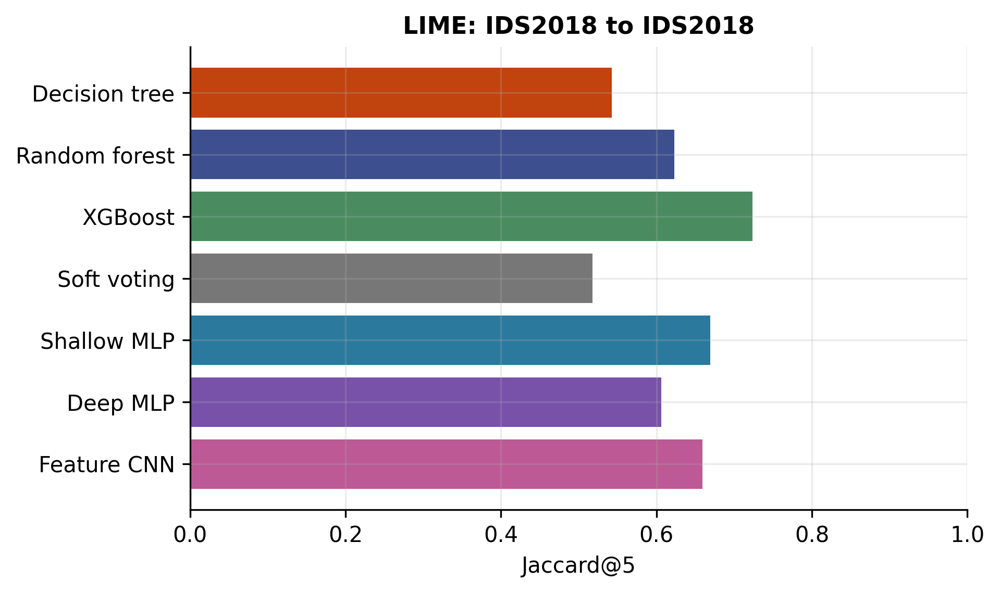 LIME: IDS2018 to IDS2018
Decision tree
Random forest
XGBoost
Soft voting
Shallow MLP
Deep MLP
Feature CNN
0.0 0.2 0.4 0.6 0.8 1.0
Jaccard@5